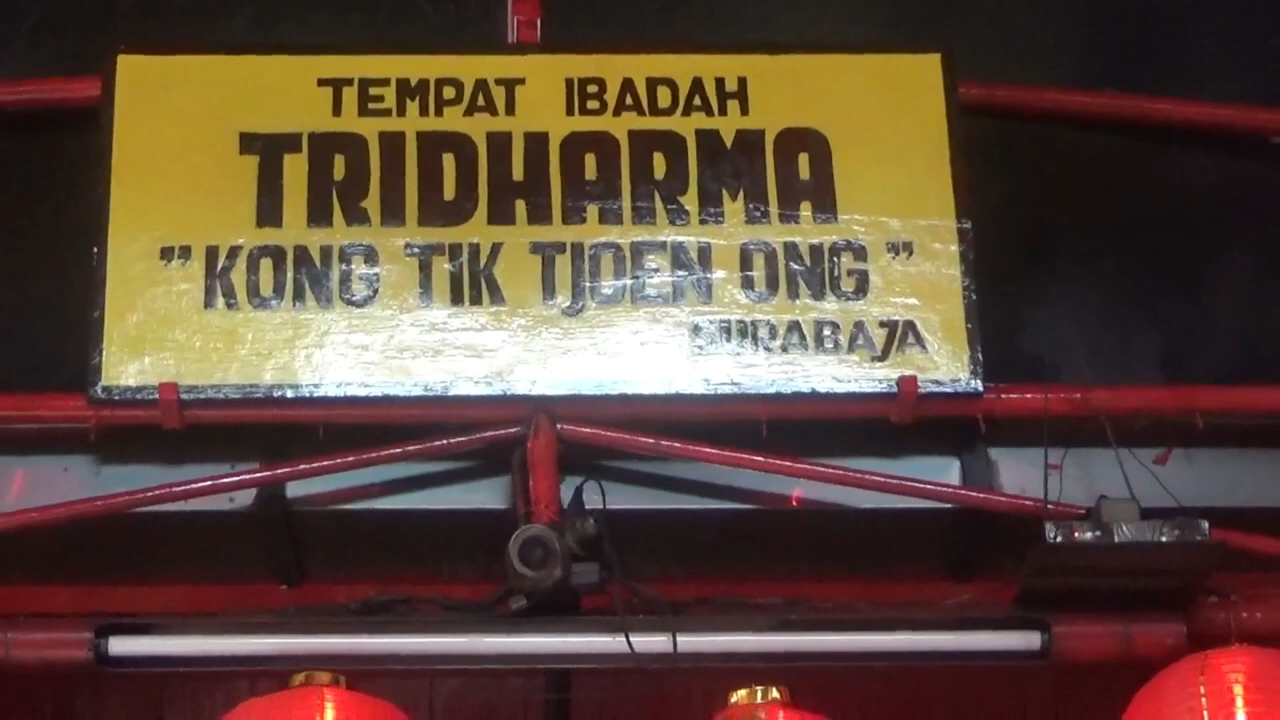 TEMPAT IBADAH
TRIDHARMA
"KONG TIK TJOEN ONG"
SURABAJA